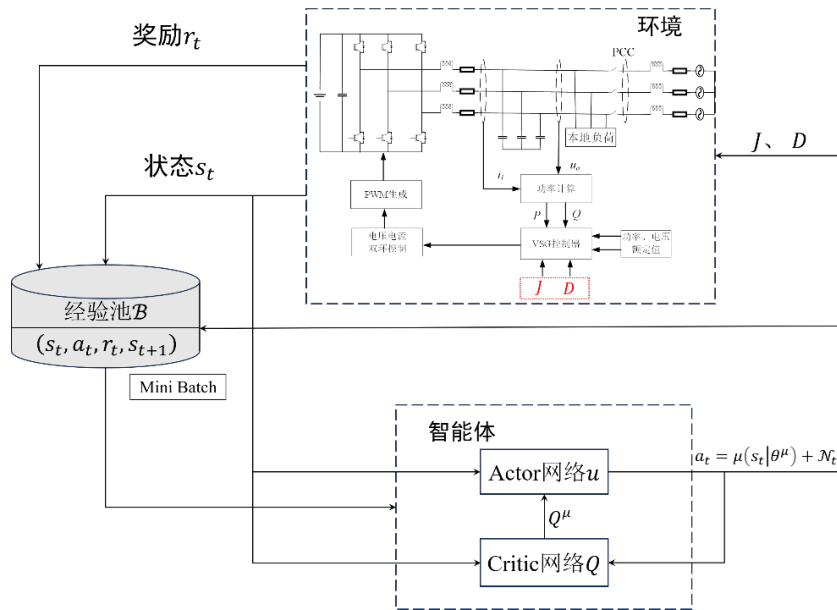 奖励r_t
环境
PCC
本地负荷
J、 D
状态s_t
i_l
u_o
PWM生成
功率计算
P Q
电压电流
双环控制
VSG控制器
功率、电压
额定值
J D
经验池ℬ
(s_t, a_t, r_t, s_{t+1})
Mini Batch
智能体
a_t = μ(s_t|θ^μ) + 𝒩_t
Actor网络u
Q^μ
Critic网络Q